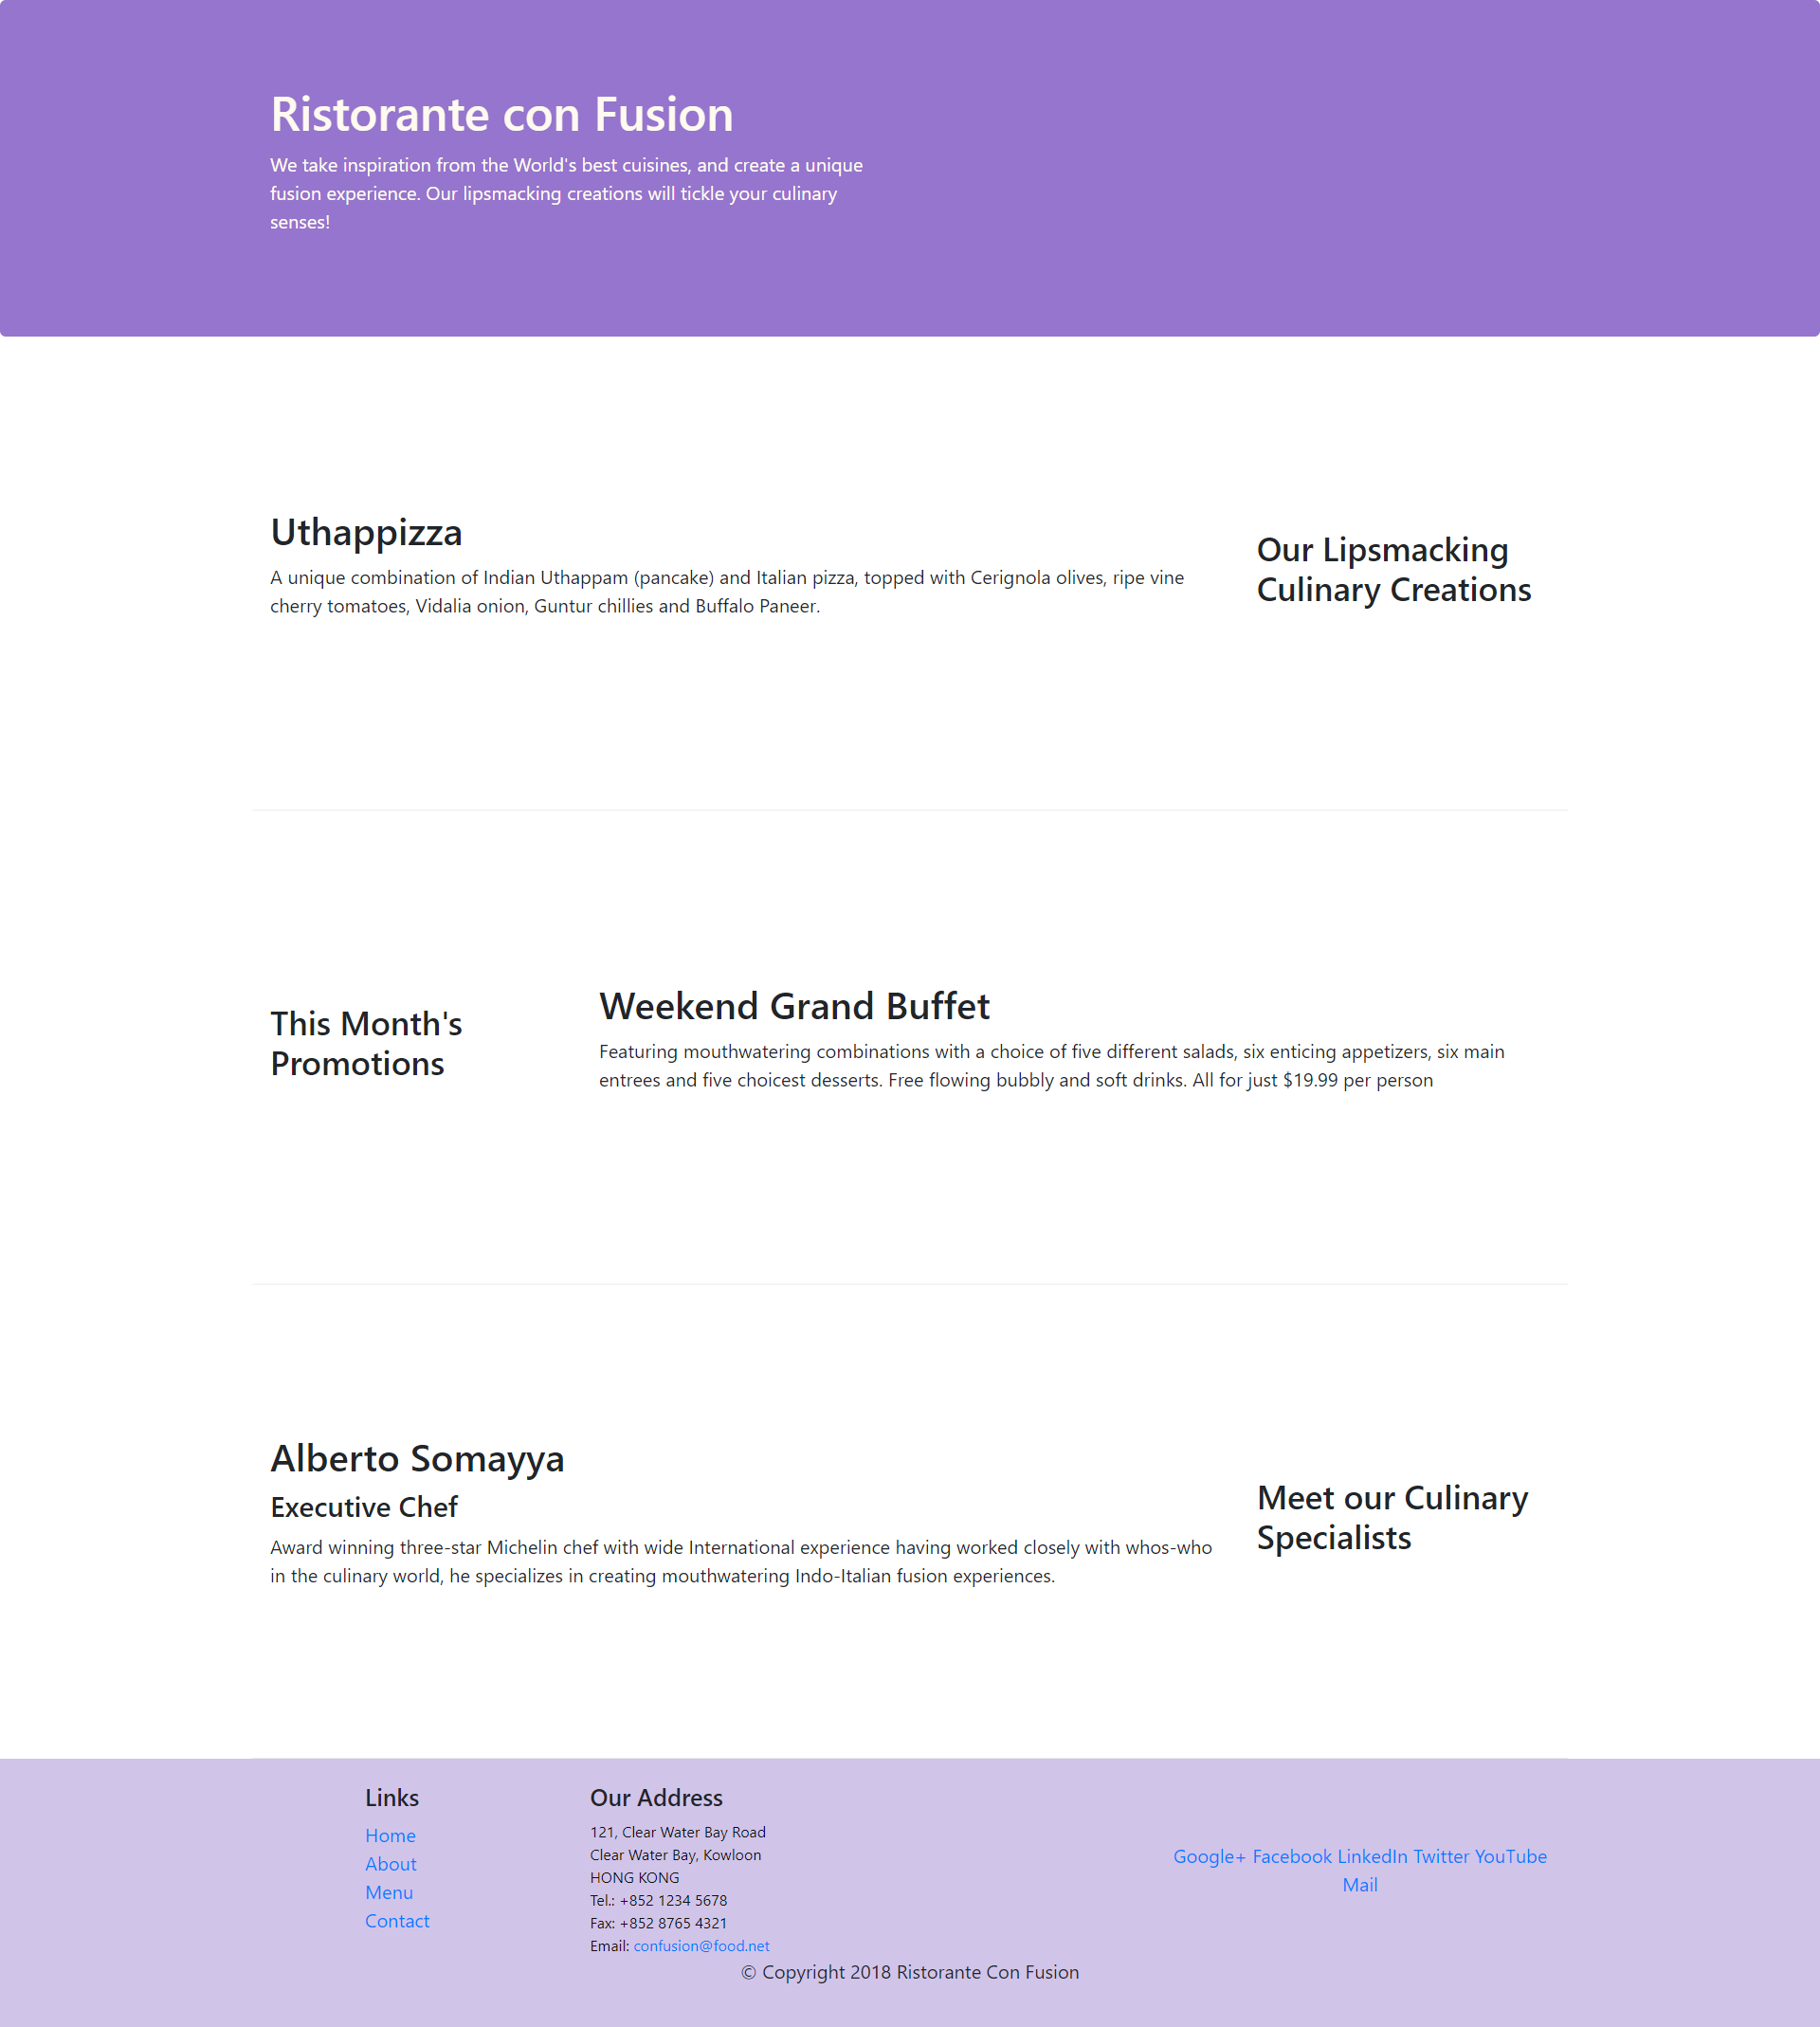 Ristorante con Fusion
We take inspiration from the World's best cuisines, and create a unique
fusion experience. Our lipsmacking creations will tickle your culinary
senses!
Uthappizza
A unique combination of Indian Uthappam (pancake) and Italian pizza, topped with Cerignola olives, ripe vine
cherry tomatoes, Vidalia onion, Guntur chillies and Buffalo Paneer.
Our Lipsmacking
Culinary Creations
This Month's
Promotions
Weekend Grand Buffet
Featuring mouthwatering combinations with a choice of five different salads, six enticing appetizers, six main
entrees and five choicest desserts. Free flowing bubbly and soft drinks. All for just $19.99 per person
Alberto Somayya
Executive Chef
Award winning three-star Michelin chef with wide International experience having worked closely with whos-who
in the culinary world, he specializes in creating mouthwatering Indo-Italian fusion experiences.
Meet our Culinary
Specialists
Links
Home
About
Menu
Contact
Our Address
121, Clear Water Bay Road
Clear Water Bay, Kowloon
HONG KONG
Tel.: +852 1234 5678
Fax: +852 8765 4321
Email: confusion@food.net
Google+ Facebook LinkedIn Twitter YouTube
Mail
© Copyright 2018 Ristorante Con Fusion